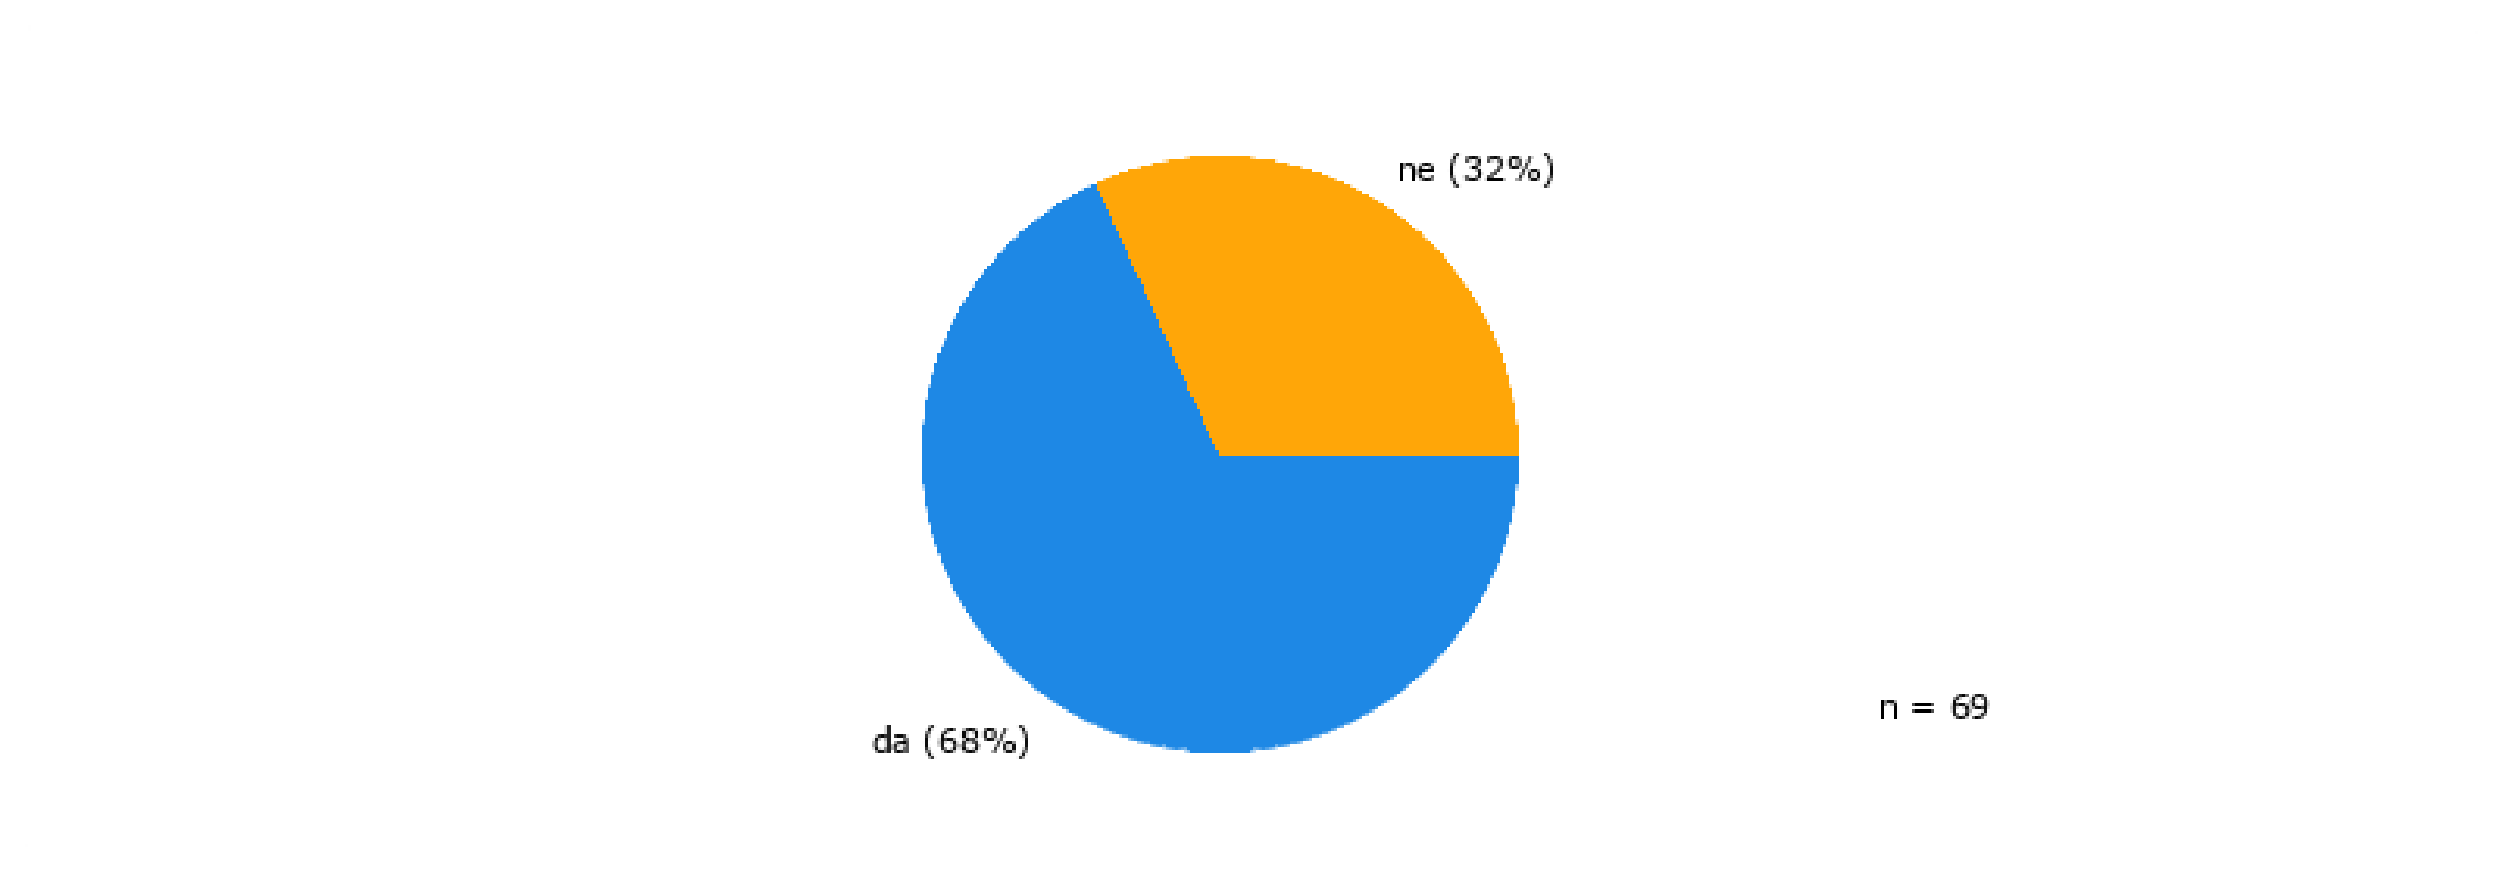 ne (32%)
n = 69
da (68%)